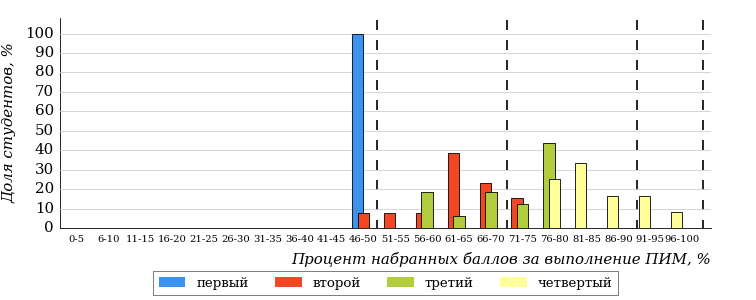 Доля студентов, %
100
90
80
70
60
50
40
30
20
10
0
0-5 6-10 11-15 16-20 21-25 26-30 31-35 36-40 41-45 46-50 51-55 56-60 61-65 66-70 71-75 76-80 81-85 86-90 91-95 96-100
Процент набранных баллов за выполнение ПИМ, %
первый второй третий четвертый